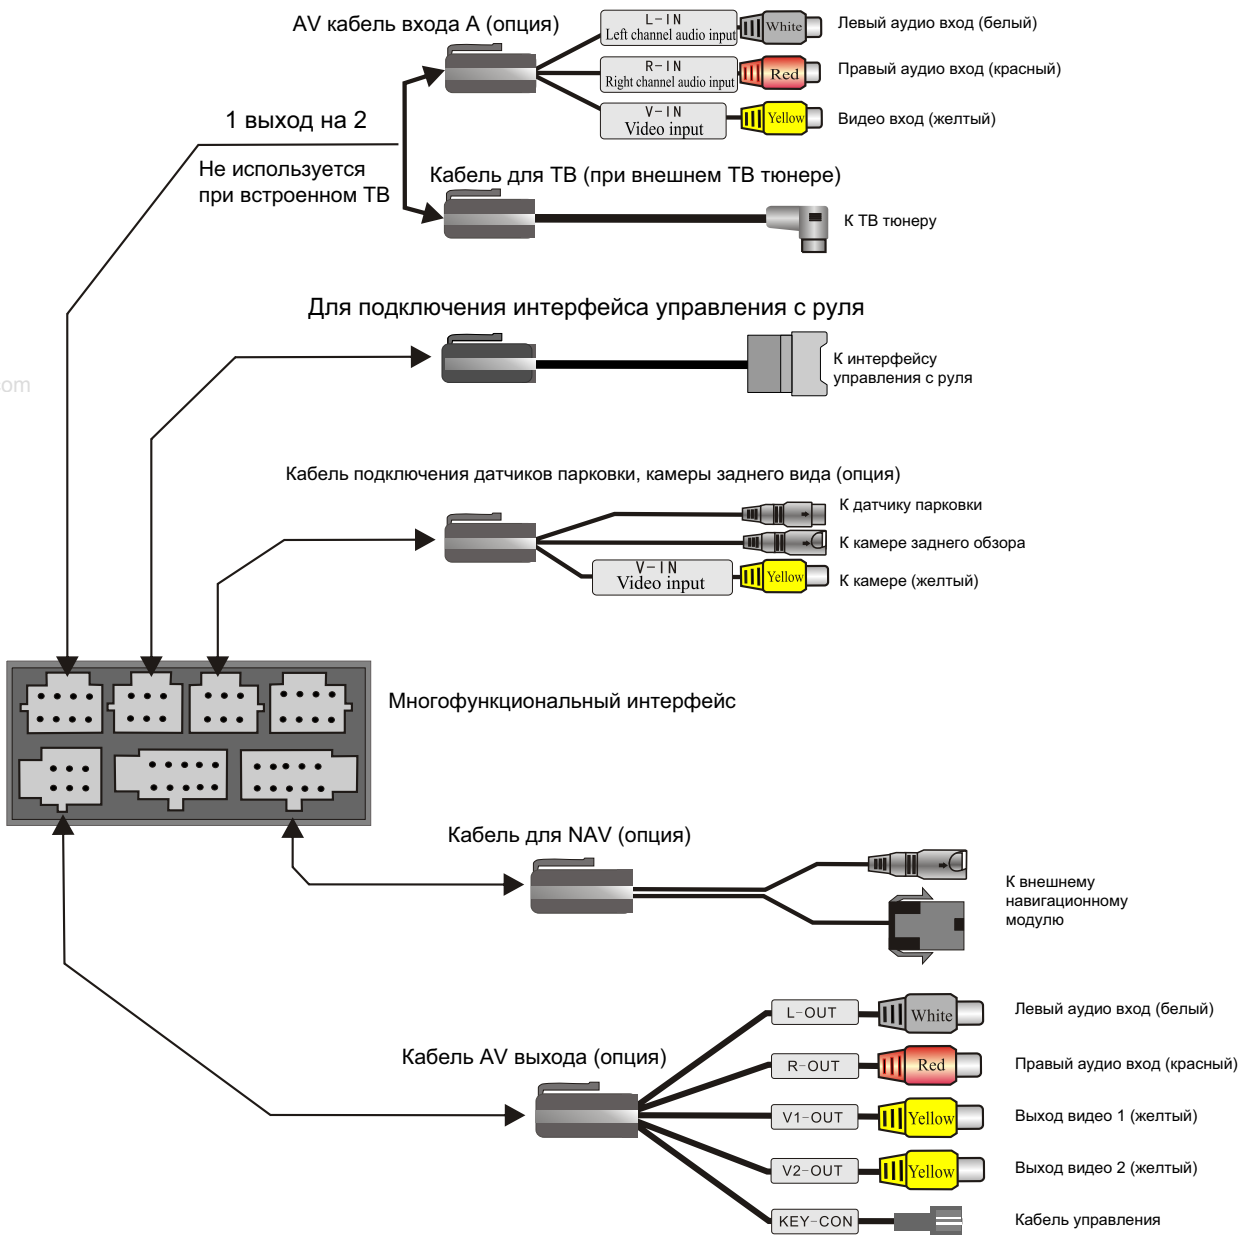 AV кабель входа А (опция)
L-IN
Left channel audio input
White
Левый аудио вход (белый)
R-IN
Right channel audio input
Red
Правый аудио вход (красный)
V-IN
Video input
Yellow
Видео вход (желтый)
1 выход на 2
Не используется
при встроенном ТВ
Кабель для ТВ (при внешнем ТВ тюнере)
К ТВ тюнеру
Для подключения интерфейса управления с руля
К интерфейсу
управления с руля
com
Кабель подключения датчиков парковки, камеры заднего вида (опция)
К датчику парковки
К камере заднего обзора
V-IN
Video input
Yellow
К камере (желтый)
Многофункциональный интерфейс
Кабель для NAV (опция)
К внешнему
навигационному
модулю
Кабель AV выхода (опция)
L-OUT
White
Левый аудио вход (белый)
R-OUT
Red
Правый аудио вход (красный)
V1-OUT
Yellow
Выход видео 1 (желтый)
V2-OUT
Yellow
Выход видео 2 (желтый)
KEY-CON
Кабель управления